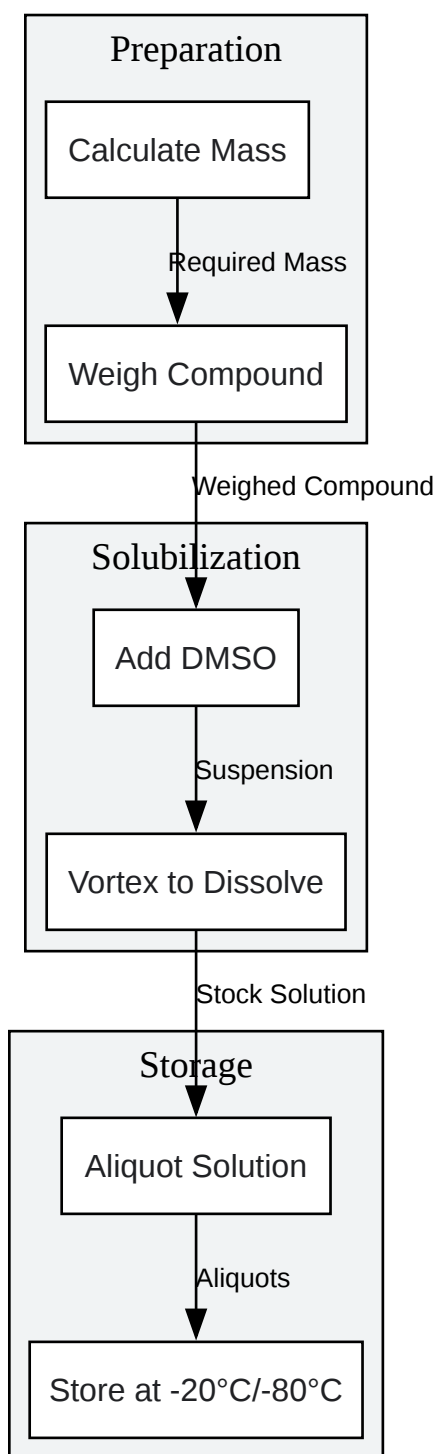 Preparation
Calculate Mass
Required Mass
Weigh Compound
Weighed Compound
Solubilization
Add DMSO
Suspension
Vortex to Dissolve
Stock Solution
Storage
Aliquot Solution
Aliquots
Store at -20°C/-80°C